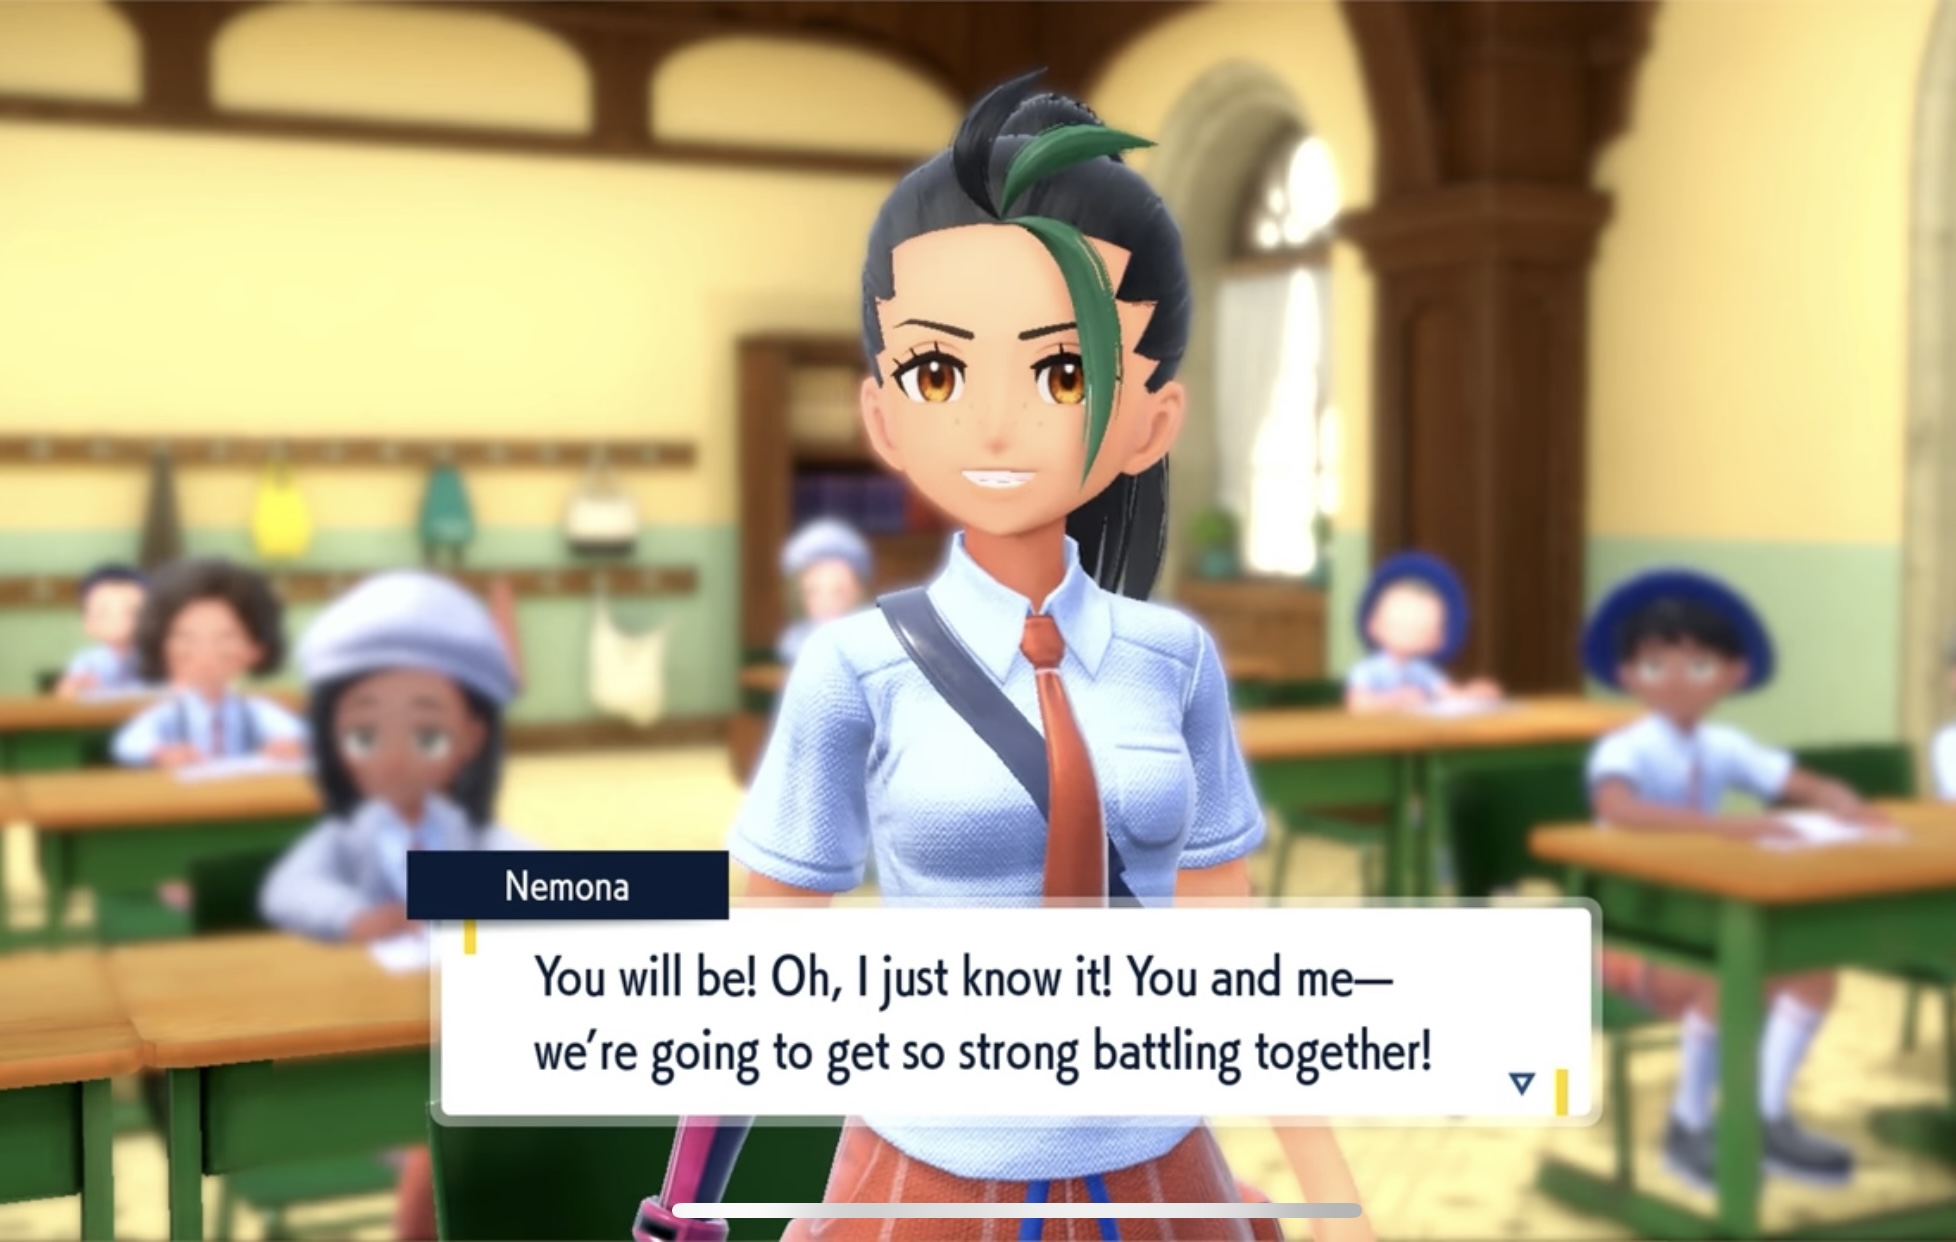 Nemona
You will be! Oh, I just know it! You and me—
we're going to get so strong battling together!